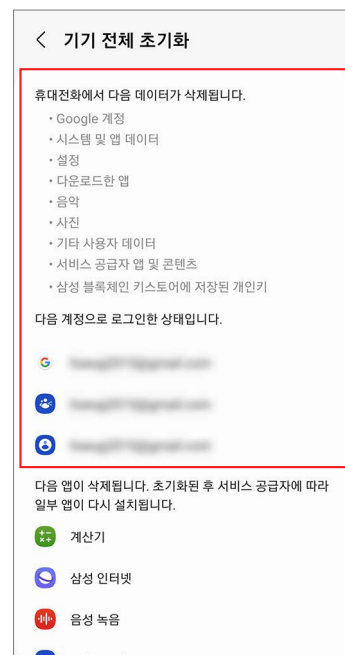 기기 전체 초기화
휴대전화에서 다음 데이터가 삭제됩니다.
• Google 계정
• 시스템 및 앱 데이터
• 설정
• 다운로드한 앱
• 음악
• 사진
• 기타 사용자 데이터
• 서비스 공급자 앱 및 콘텐츠
• 삼성 블록체인 키스토어에 저장된 개인키
다음 계정으로 로그인한 상태입니다.
다음 앱이 삭제됩니다. 초기화된 후 서비스 공급자에 따라
일부 앱이 다시 설치됩니다.
계산기
삼성 인터넷
음성 녹음